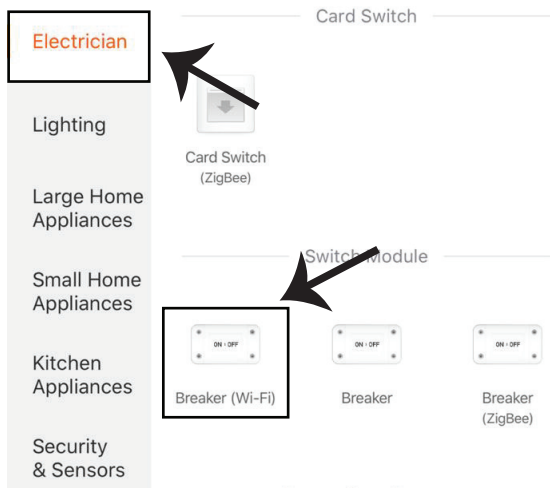 Electrician
Lighting
Large Home
Appliances
Small Home
Appliances
Kitchen
Appliances
Security
& Sensors
Card Switch
Card Switch
(ZigBee)
Switch Module
ON OFF
Breaker (Wi-Fi)
ON OFF
Breaker
ON OFF
Breaker
(ZigBee)